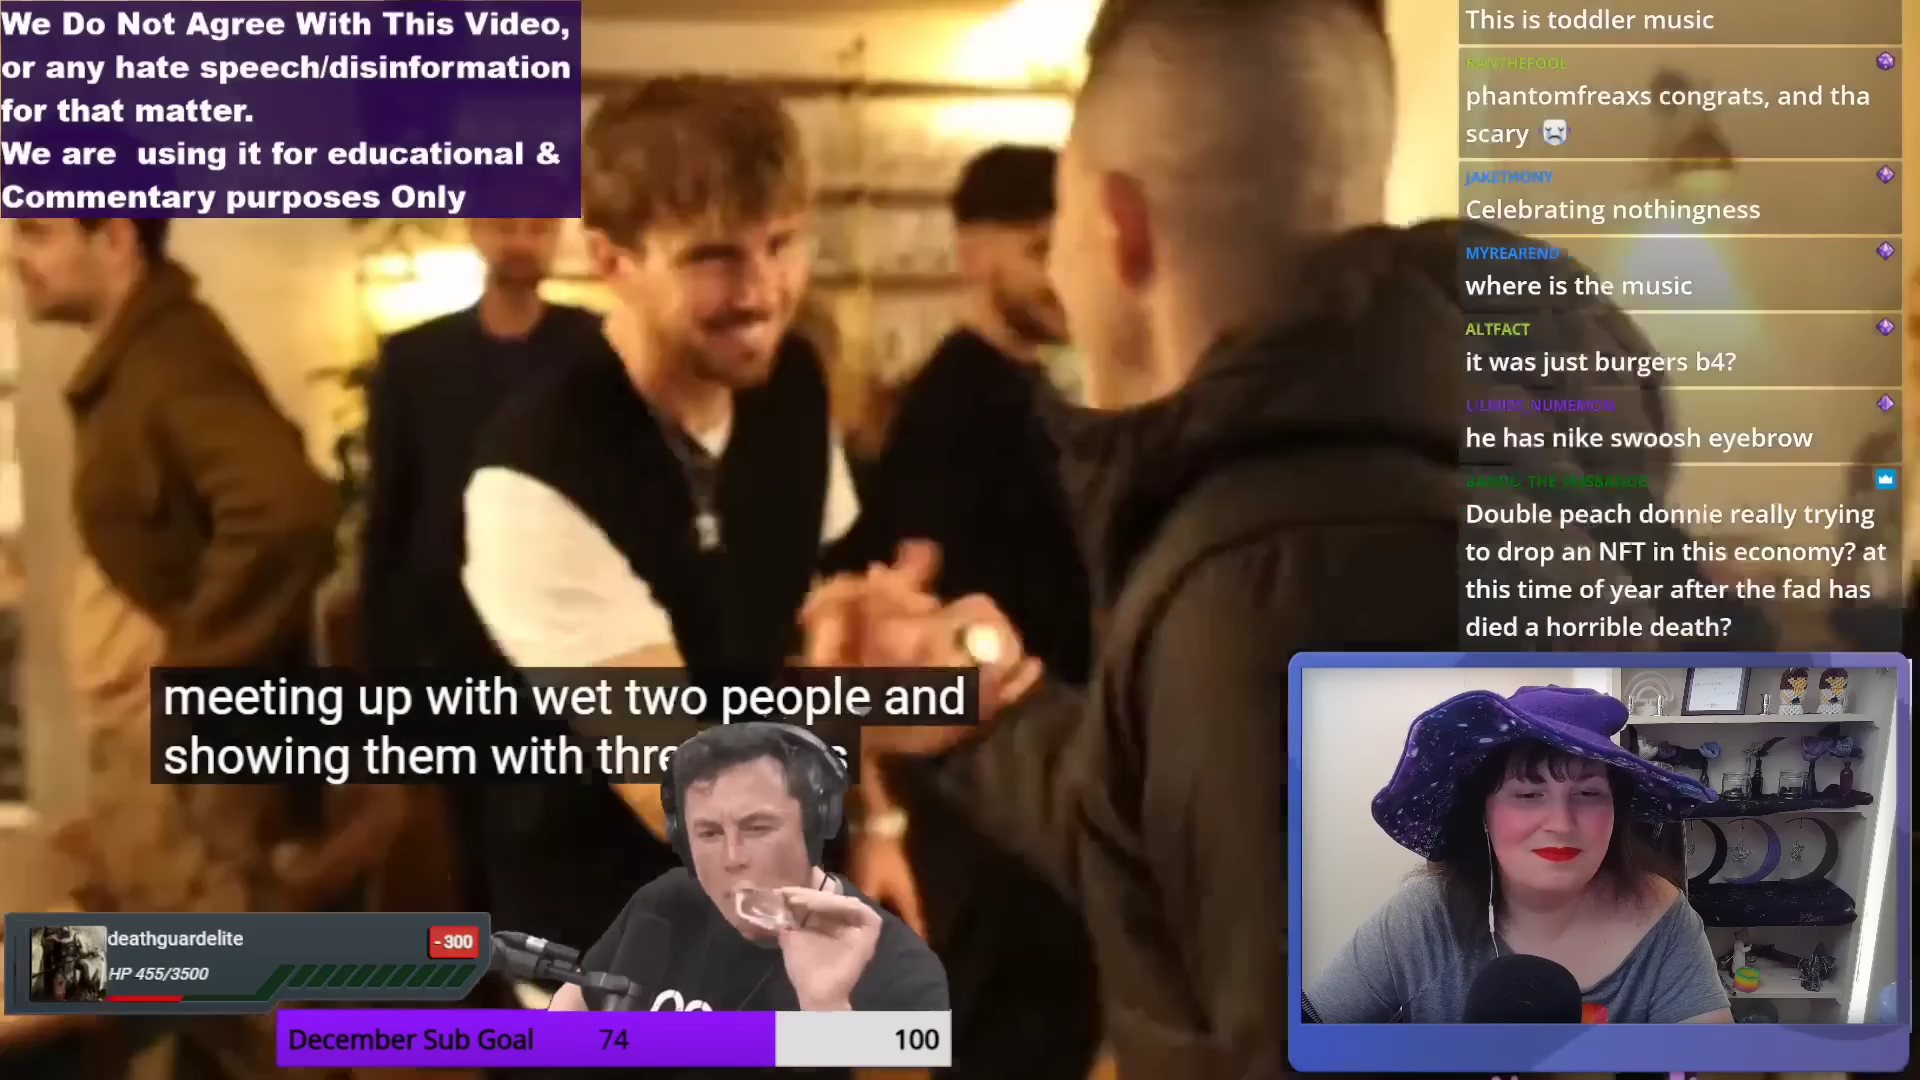 We Do Not Agree With This Video,
or any hate speech/disinformation
for that matter.
We are using it for educational &
Commentary purposes Only
This is toddler music
RANTHEFOOL
phantomfreaxs congrats, and tha
scary
JAKETHONY
Celebrating nothingness
MYREAREND
where is the music
ALTFACT
it was just burgers b4?
LILMISSNUMEMON
he has nike swoosh eyebrow
Double peach donnie really trying
to drop an NFT in this economy? at
this time of year after the fad has
died a horrible death?
meeting up with wet two people and
showing them with
deathguardelite
-300
HP 455/3500
December Sub Goal 74 100